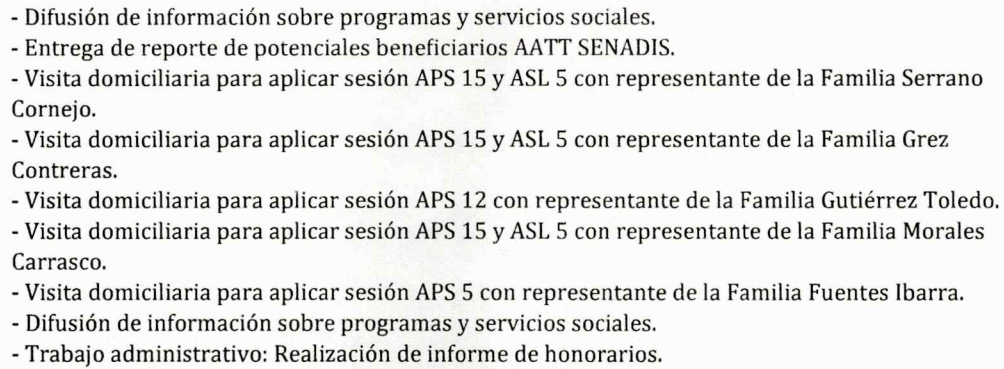 - Difusión de información sobre programas y servicios sociales.
- Entrega de reporte de potenciales beneficiarios AATT SENADIS.
- Visita domiciliaria para aplicar sesión APS 15 y ASL 5 con representante de la Familia Serrano
Cornejo.
- Visita domiciliaria para aplicar sesión APS 15 y ASL 5 con representante de la Familia Grez
Contreras.
- Visita domiciliaria para aplicar sesión APS 12 con representante de la Familia Gutiérrez Toledo.
- Visita domiciliaria para aplicar sesión APS 15 y ASL 5 con representante de la Familia Morales
Carrasco.
- Visita domiciliaria para aplicar sesión APS 5 con representante de la Familia Fuentes Ibarra.
- Difusión de información sobre programas y servicios sociales.
- Trabajo administrativo: Realización de informe de honorarios.